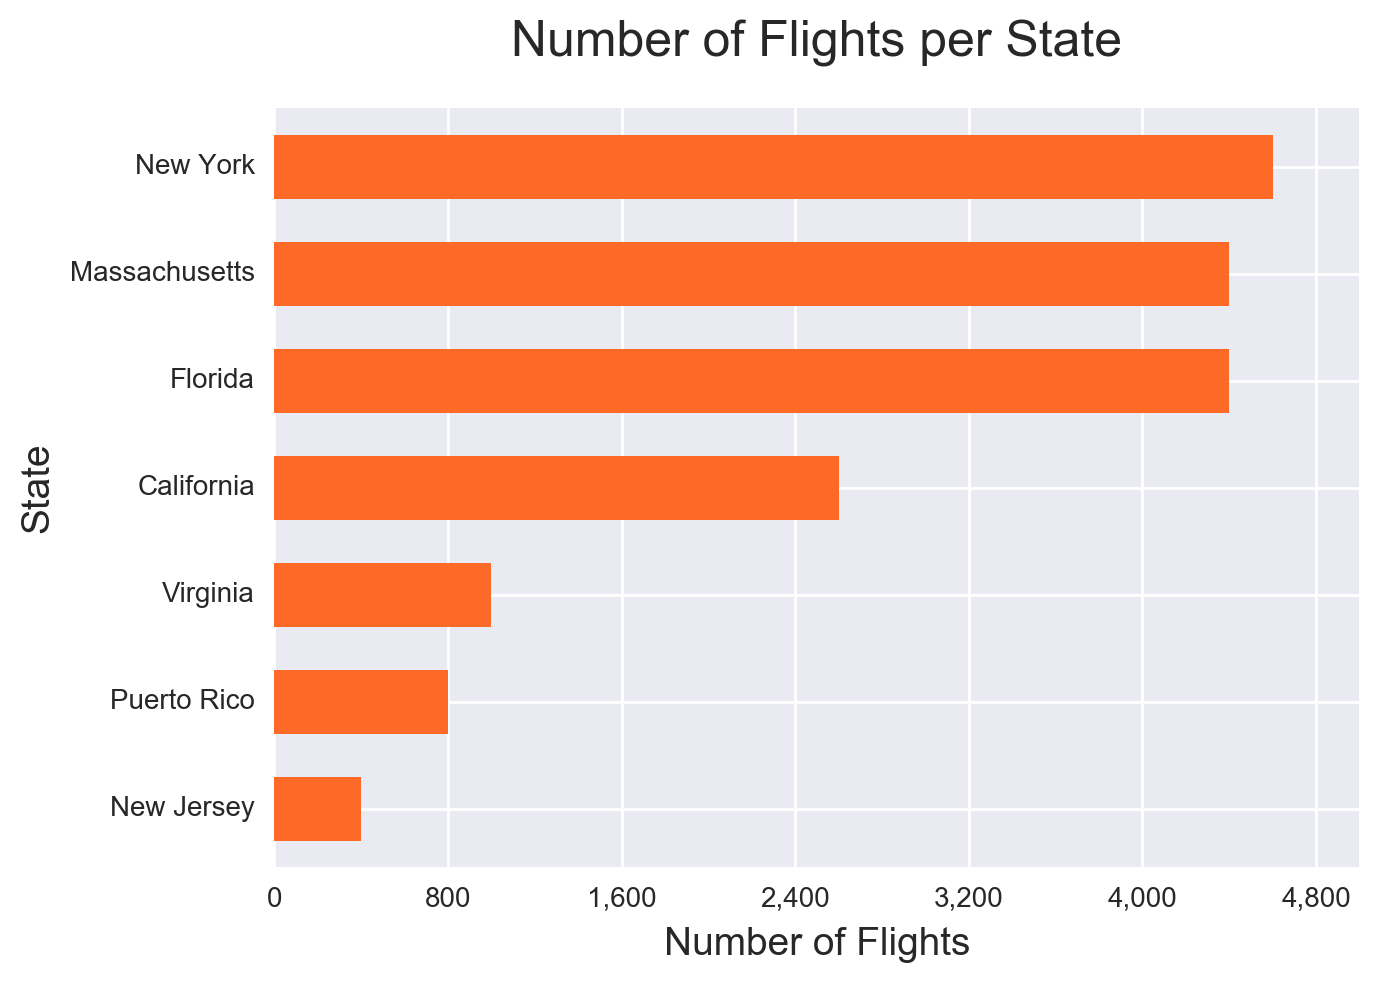 Number of Flights per State
New York
Massachusetts
Florida
California
Virginia
Puerto Rico
New Jersey
State
0 800 1,600 2,400 3,200 4,000 4,800
Number of Flights